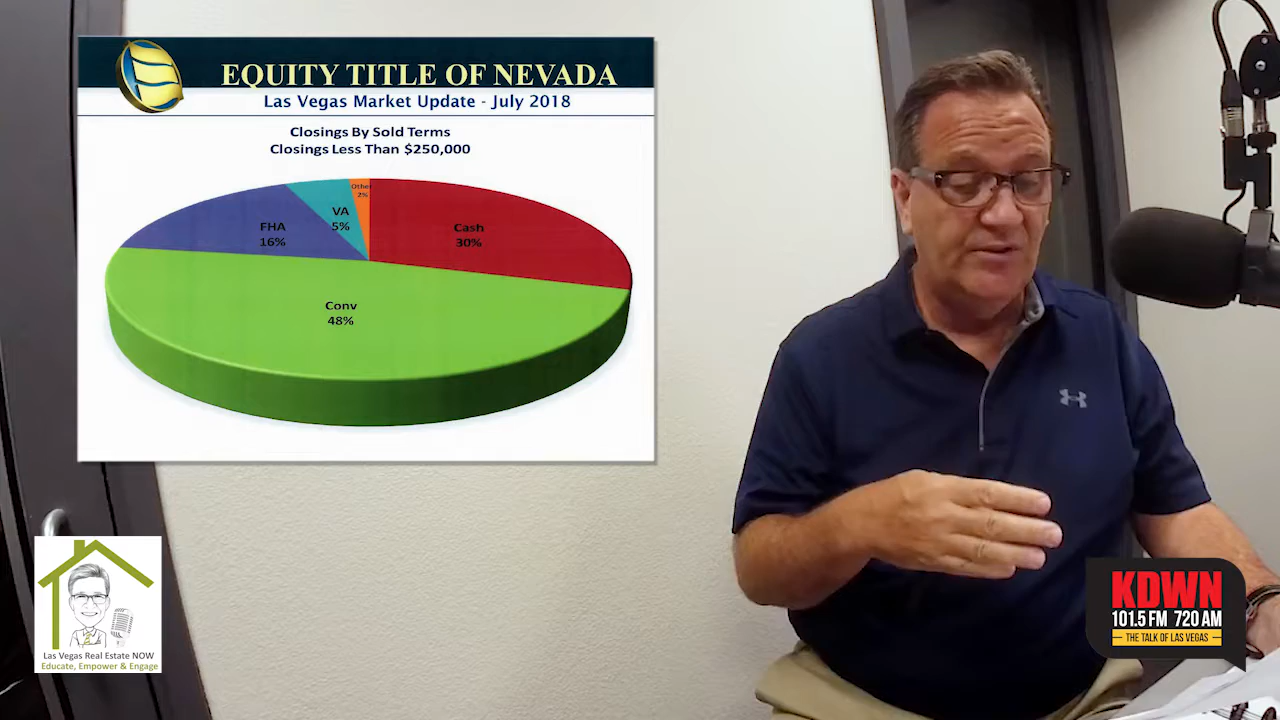 EQUITY TITLE OF NEVADA
Las Vegas Market Update - July 2018
Closings By Sold Terms
Closings Less Than $250,000
Other
2%
VA
5%
FHA
16%
Cash
30%
Conv
48%
Las Vegas Real Estate NOW
Educate, Empower & Engage
KDWN
101.5 FM 720 AM
THE TALK OF LAS VEGAS